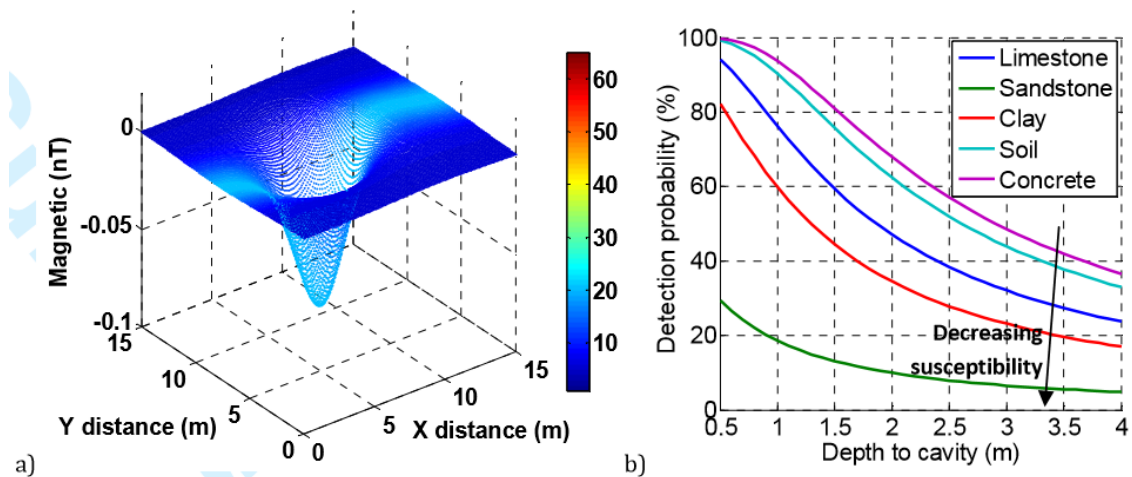 0
-0.05
-0.1
Magnetic (nT)
15
10
5
0
Y distance (m)
0
5
10
15
X distance (m)
60
50
40
30
20
10
a)
100
80
60
40
20
0
Detection probability (%)
Limestone
Sandstone
Clay
Soil
Concrete
Decreasing
susceptibility
0.5 1 1.5 2 2.5 3 3.5 4
Depth to cavity (m)
b)